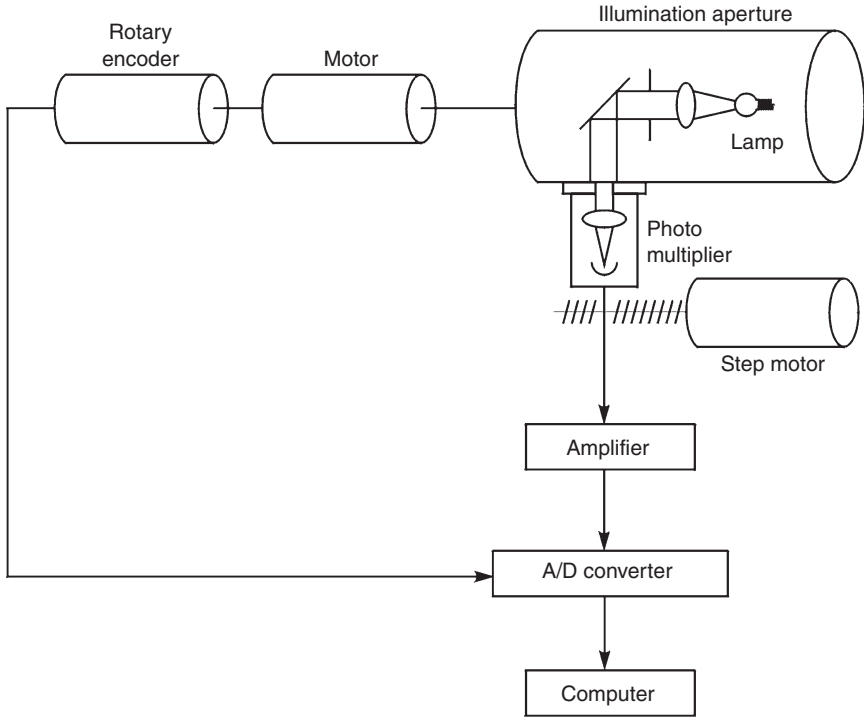 Illumination aperture
Rotary
encoder
Motor
Lamp
Photo
multiplier
Step motor
Amplifier
A/D converter
Computer